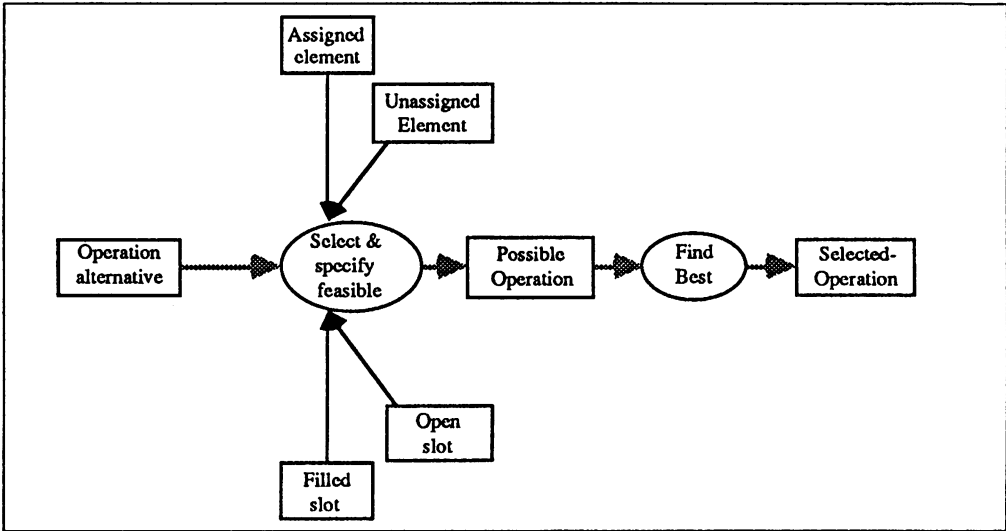 Assigned
element
Unassigned
Element
Operation
alternative
Select &
specify
feasible
Possible
Operation
Find
Best
Selected-
Operation
Open
slot
Filled
slot